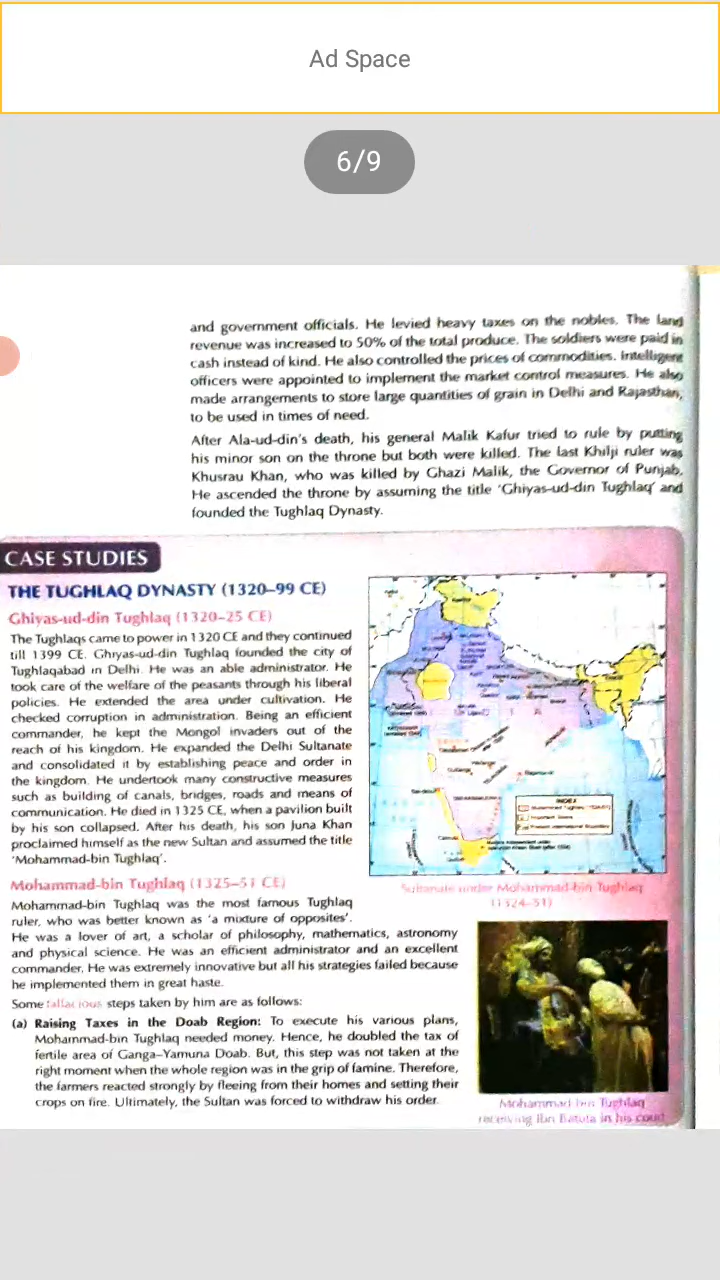 Ad Space
6/9
and government officials. He levied heavy taxes on the nobles. The land
revenue was increased to 50% of the total produce. The soldiers were paid in
cash instead of kind. He also controlled the prices of commodities. Intelligent
officers were appointed to implement the market control measures. He also
made arrangements to store large quantities of grain in Delhi and Rajasthan,
to be used in times of need.
After Ala-ud-din's death, his general Malik Kafur tried to rule by putting
his minor son on the throne but both were killed. The last Khilji ruler was
Khusrau Khan, who was killed by Ghazi Malik, the Governor of Punjab.
He ascended the throne by assuming the title 'Ghiyas-ud-din Tughlaq' and
founded the Tughlaq Dynasty.
CASE STUDIES
THE TUGHLAQ DYNASTY (1320–99 CE)
Ghiyas-ud-din Tughlaq (1320–25 CE)
The Tughlaqs came to power in 1320 CE and they continued
till 1399 CE. Ghiyas-ud-din Tughlaq founded the city of
Tughlaqabad in Delhi. He was an able administrator. He
took care of the welfare of the peasants through his liberal
policies. He extended the area under cultivation. He
checked corruption in administration. Being an efficient
commander, he kept the Mongol invaders out of the
reach of his kingdom. He expanded the Delhi Sultanate
and consolidated it by establishing peace and order in
the kingdom. He undertook many constructive measures
such as building of canals, bridges, roads and means of
communication. He died in 1325 CE, when a pavilion built
by his son collapsed. After his death, his son Juna Khan
proclaimed himself as the new Sultan and assumed the title
'Mohammad-bin Tughlaq'.
INDEX
Sultanate under Mohammad-bin Tughlaq
(1324-51)
Mohammad-bin Tughlaq (1325–51 CE)
Mohammad-bin Tughlaq was the most famous Tughlaq
ruler, who was better known as 'a mixture of opposites'.
He was a lover of art, a scholar of philosophy, mathematics, astronomy
and physical science. He was an efficient administrator and an excellent
commander. He was extremely innovative but all his strategies failed because
he implemented them in great haste.
Some fallacious steps taken by him are as follows:
(a) Raising Taxes in the Doab Region: To execute his various plans,
Mohammad-bin Tughlaq needed money. Hence, he doubled the tax of
fertile area of Ganga–Yamuna Doab. But, this step was not taken at the
right moment when the whole region was in the grip of famine. Therefore,
the farmers reacted strongly by fleeing from their homes and setting their
crops on fire. Ultimately, the Sultan was forced to withdraw his order.
Mohammad bin Tughlaq
receiving Ibn Batuta in his court